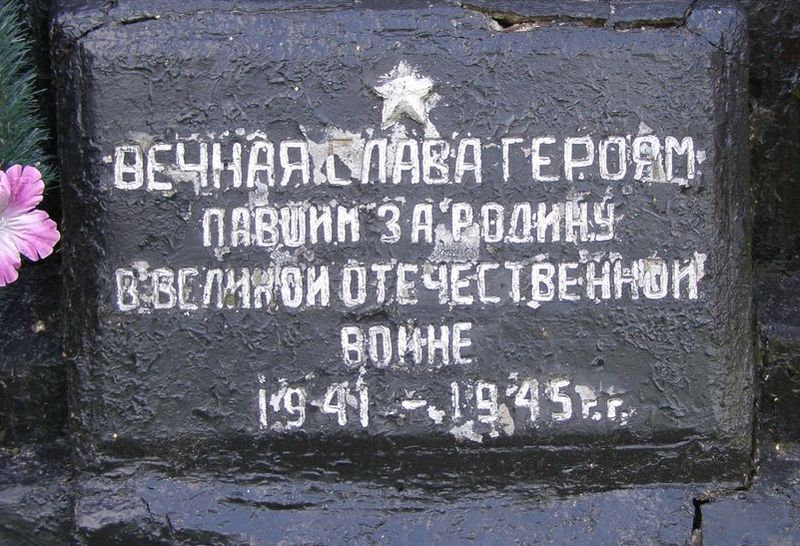 ВЕЧНАЯ СЛАВА ГЕРОЯМ
ПАВШИМ ЗА РОДИНУ
В ВЕЛИКОЙ ОТЕЧЕСТВЕННОЙ
ВОЙНЕ
1941 - 1945 г.г.